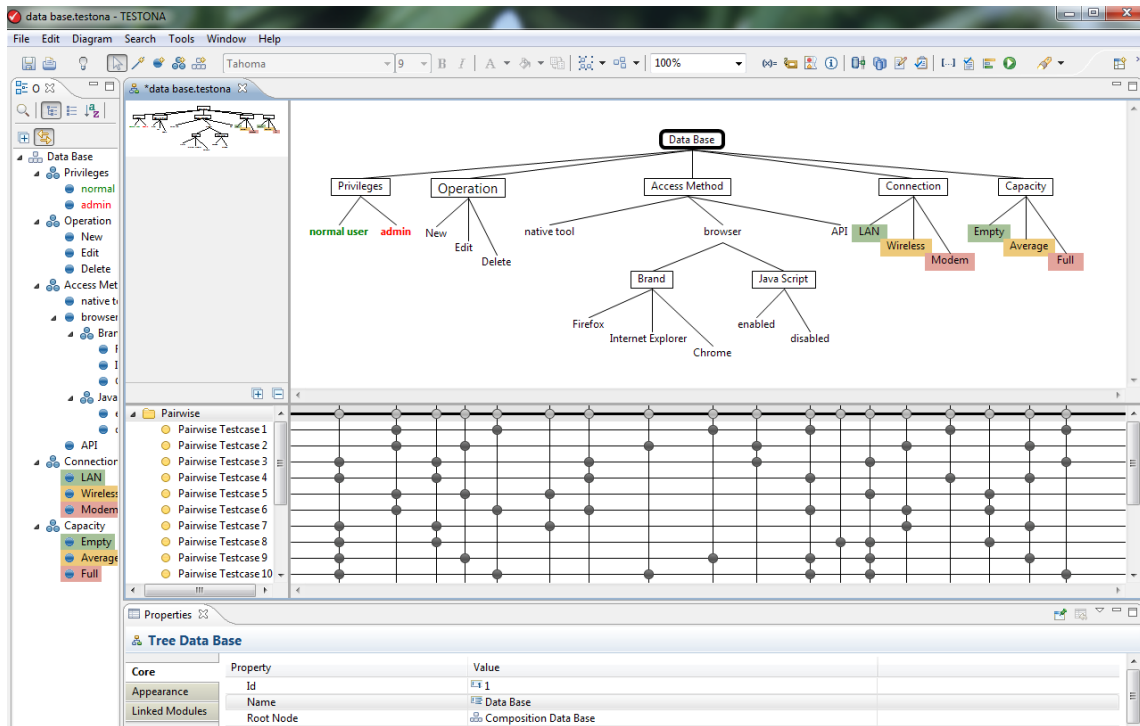 data base.testona - TESTONA
File Edit Diagram Search Tools Window Help
Tahoma 9 B I A 100%
O
*data base.testona
Data Base
Privileges
normal
admin
Operation
New
Edit
Delete
Access Met
native t
browser
Bran
F
I
Java
e
API
Connection
LAN
Wireless
Modem
Capacity
Empty
Average
Full
Data Base
Privileges Operation Access Method Connection Capacity
normal user admin New Edit Delete native tool browser API LAN Wireless Modem Empty Average Full
Brand Java Script
Firefox Internet Explorer Chrome enabled disabled
Pairwise
Pairwise Testcase 1
Pairwise Testcase 2
Pairwise Testcase 3
Pairwise Testcase 4
Pairwise Testcase 5
Pairwise Testcase 6
Pairwise Testcase 7
Pairwise Testcase 8
Pairwise Testcase 9
Pairwise Testcase 10
Properties
Tree Data Base
Core
Appearance
Linked Modules
Property Value
Id 1
Name Data Base
Root Node Composition Data Base